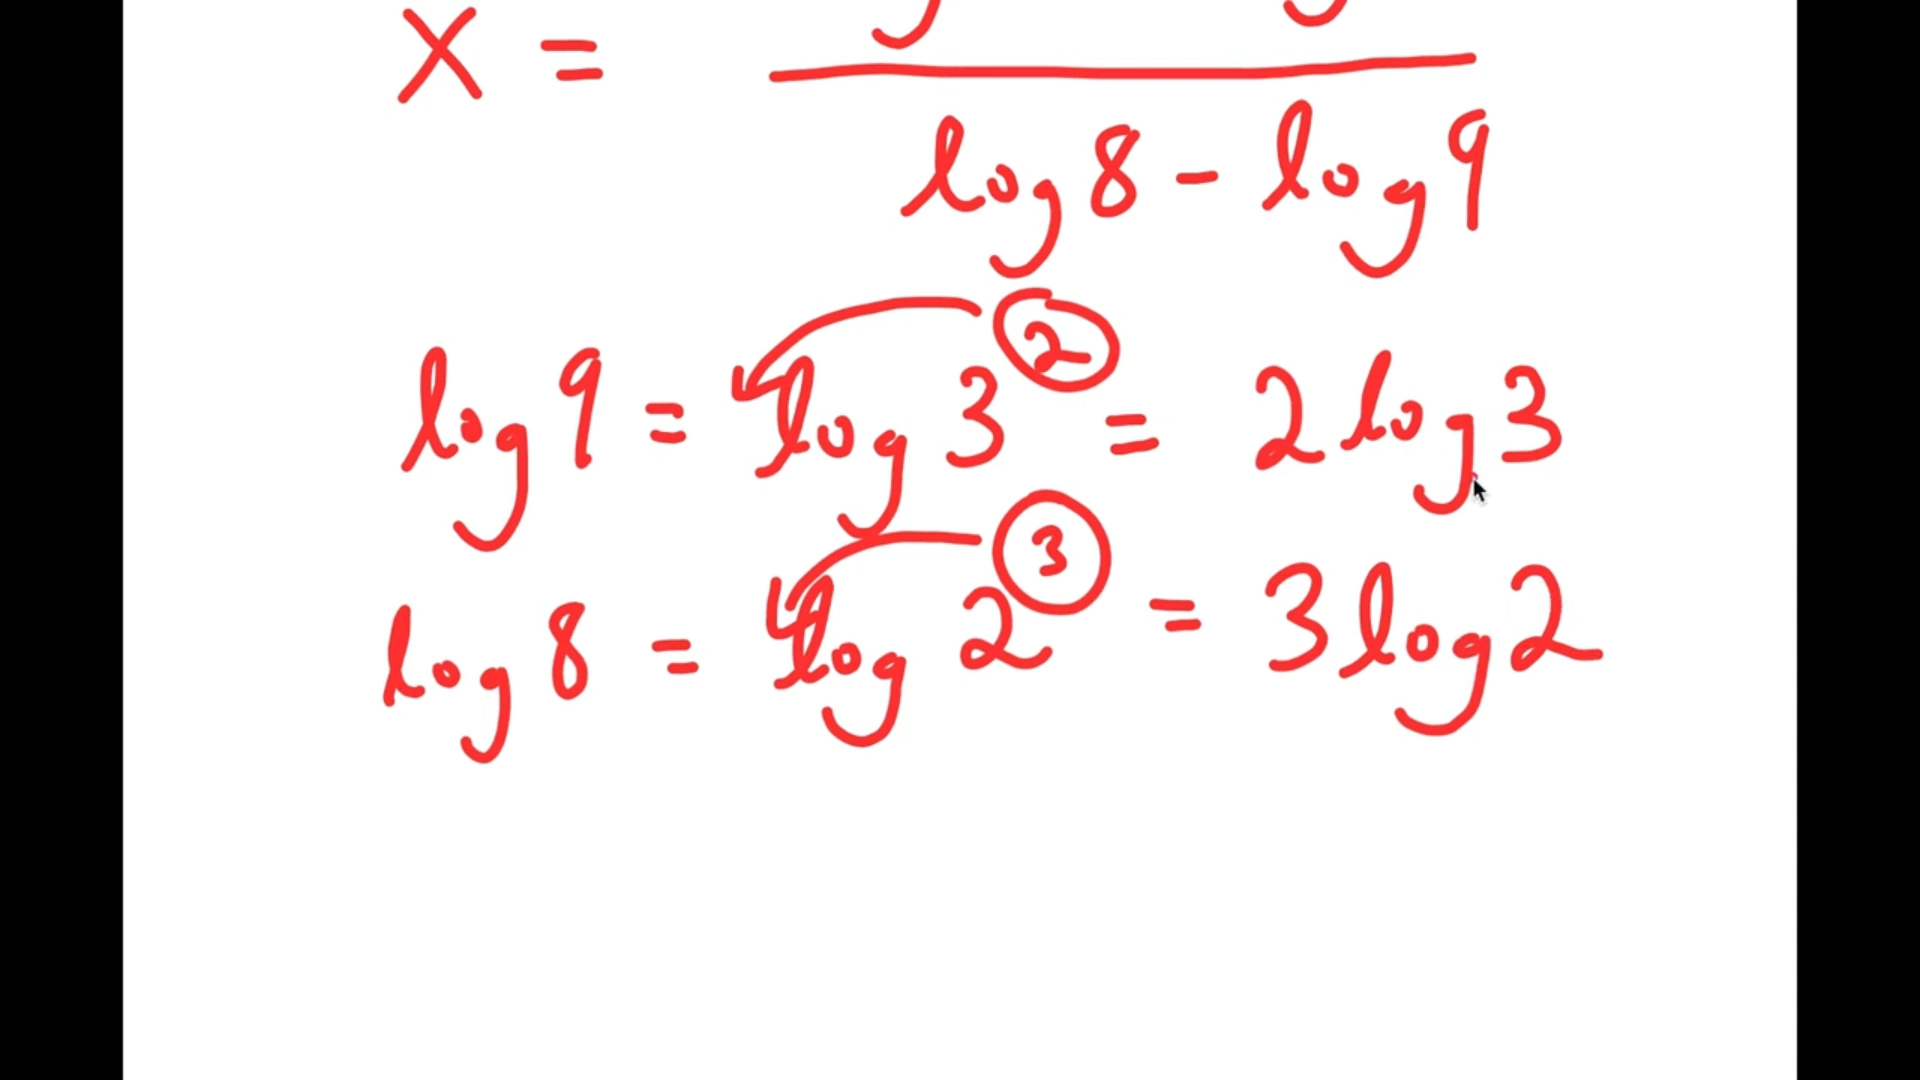 x =
log 8 - log 9
log 9 = log 3² = 2 log 3
log 8 = log 2³ = 3 log 2